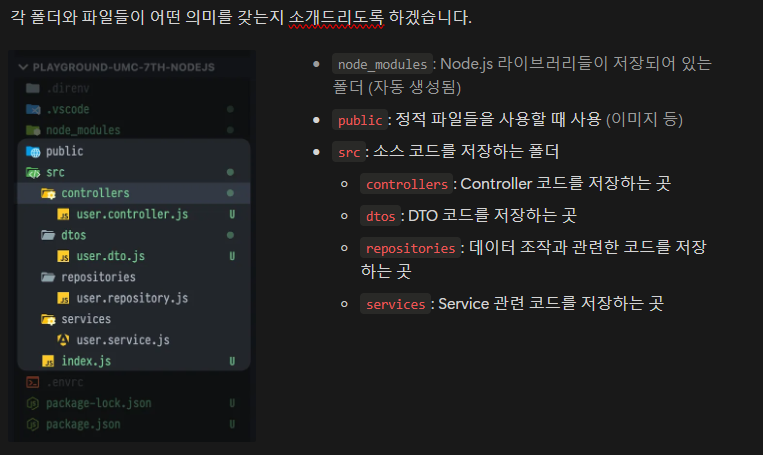 각 폴더와 파일들이 어떤 의미를 갖는지 소개드리도록 하겠습니다.
PLAYGROUND-UMC-7TH-NODEJS
.direnv
.vscode
node_modules
public
src
controllers
user.controller.js U
dtos
user.dto.js U
repositories
user.repository.js
services
user.service.js
index.js U
.envrc
package-lock.json U
package.json U
node_modules: Node.js 라이브러리들이 저장되어 있는
폴더 (자동 생성됨)
public: 정적 파일들을 사용할 때 사용 (이미지 등)
src: 소스 코드를 저장하는 폴더
controllers: Controller 코드를 저장하는 곳
dtos: DTO 코드를 저장하는 곳
repositories: 데이터 조작과 관련한 코드를 저장
하는 곳
services: Service 관련 코드를 저장하는 곳